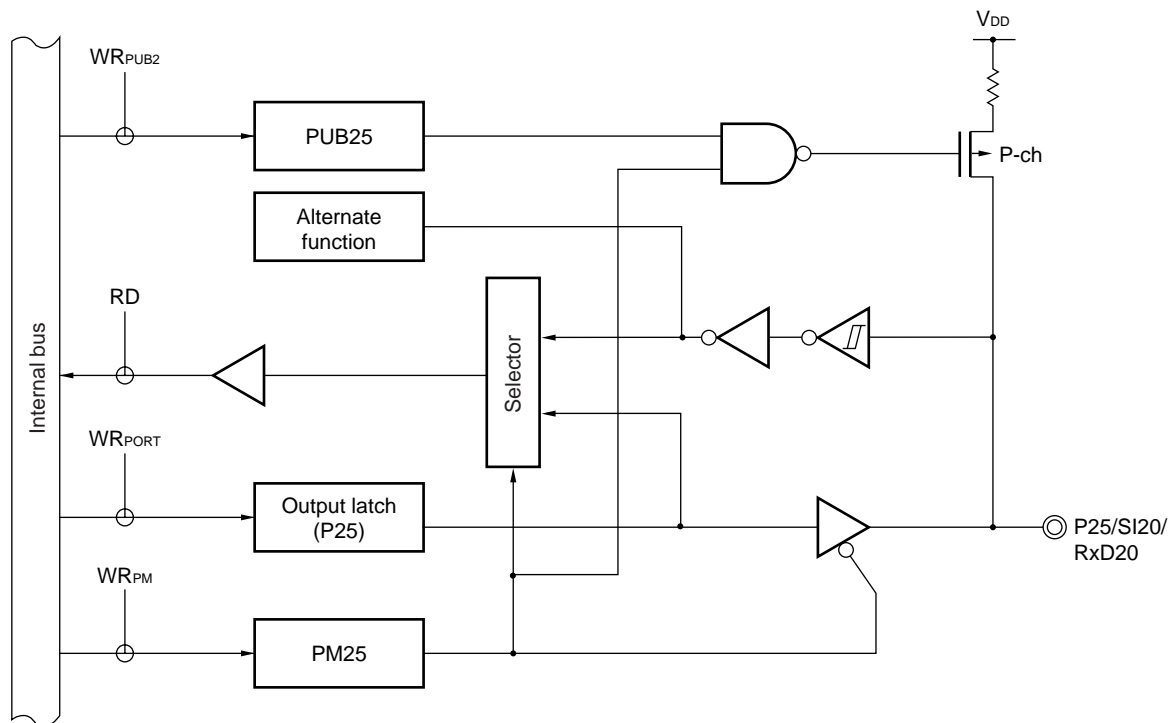 VDD
WRPUB2
PUB25
P-ch
Alternate
function
RD
Internal bus
Selector
WRPORT
Output latch
(P25)
P25/SI20/
RxD20
WRPM
PM25